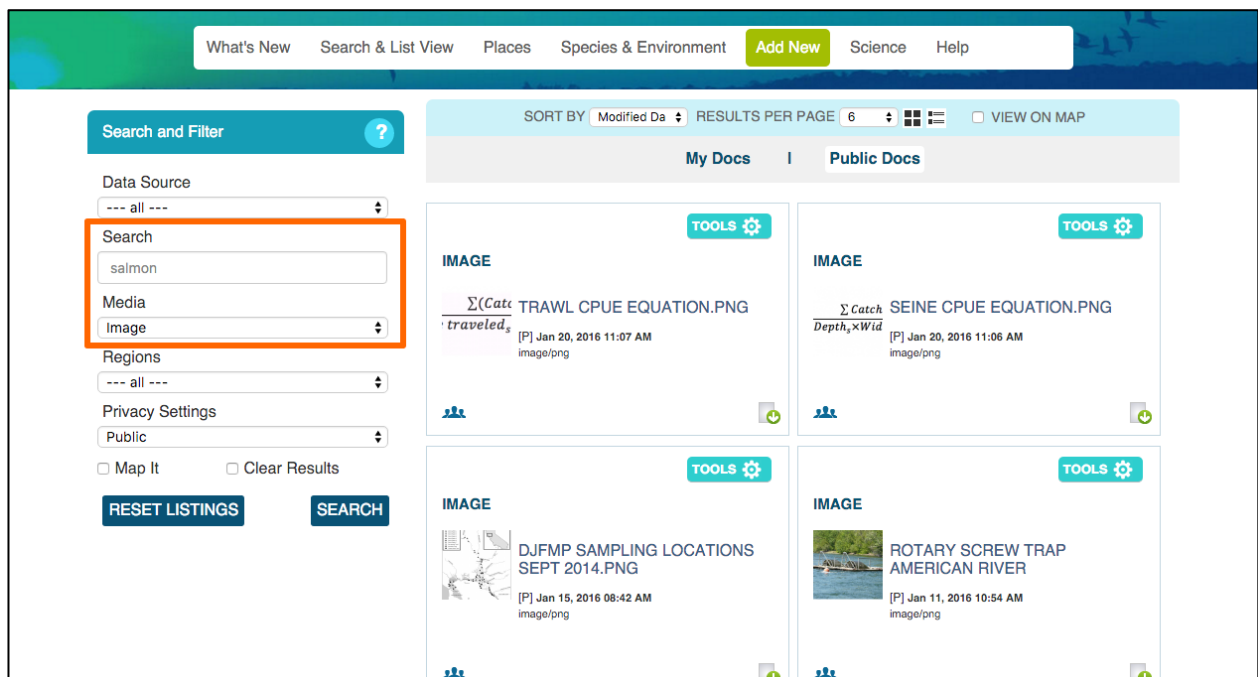 What's New Search & List View Places Species & Environment Add New Science Help
Search and Filter ?
Data Source
--- all ---
Search
salmon
Media
Image
Regions
--- all ---
Privacy Settings
Public
Map It Clear Results
RESET LISTINGS SEARCH
SORT BY Modified Da RESULTS PER PAGE 6 VIEW ON MAP
My Docs I Public Docs
TOOLS
IMAGE
∑(Catc
traveledₛ
TRAWL CPUE EQUATION.PNG
[P] Jan 20, 2016 11:07 AM
image/png
TOOLS
IMAGE
∑ Catch
Depthₛ×Wid
SEINE CPUE EQUATION.PNG
[P] Jan 20, 2016 11:06 AM
image/png
TOOLS
IMAGE
DJFMP SAMPLING LOCATIONS
SEPT 2014.PNG
[P] Jan 15, 2016 08:42 AM
image/png
TOOLS
IMAGE
ROTARY SCREW TRAP
AMERICAN RIVER
[P] Jan 11, 2016 10:54 AM
image/png